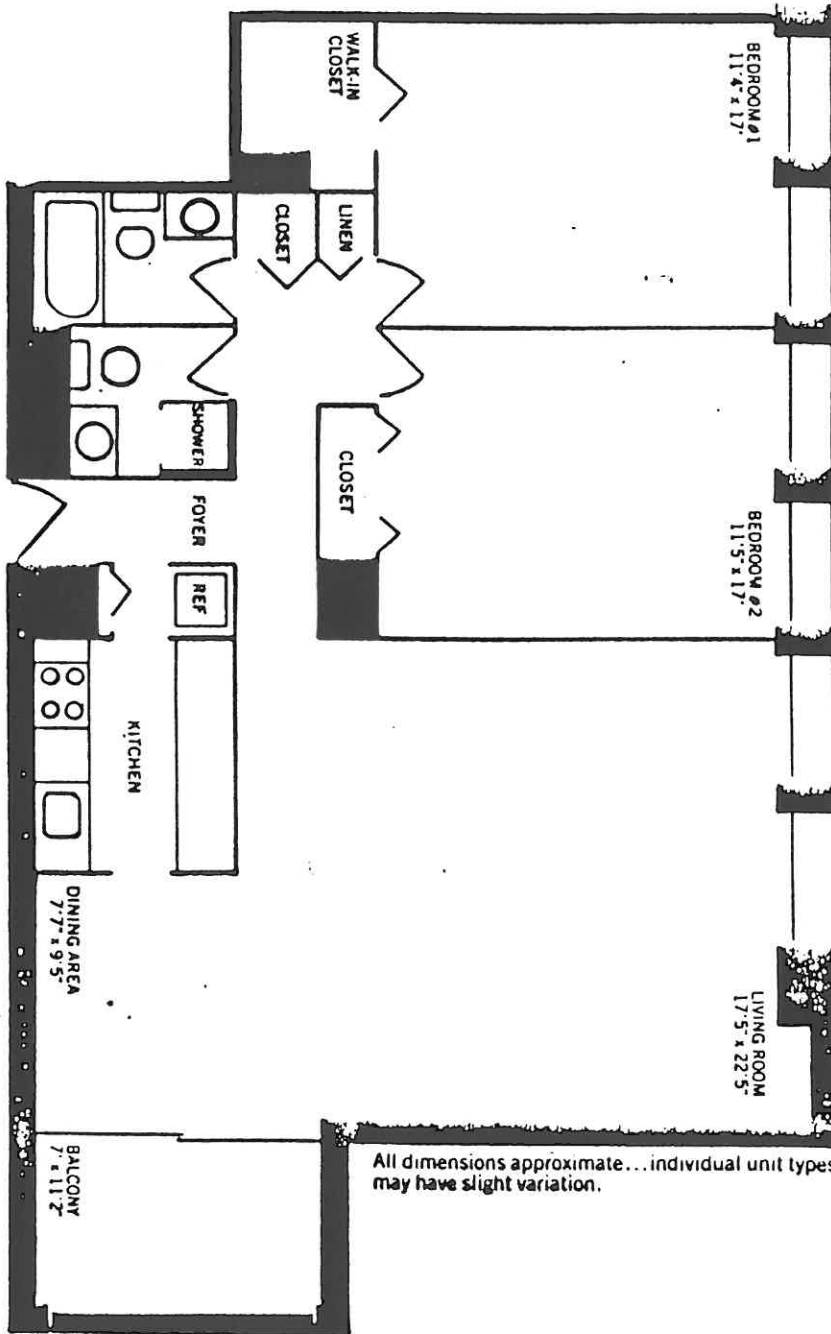 WALK-IN
CLOSET
BEDROOM #1
11'4" x 17'
CLOSET
LINEN
SHOWER
CLOSET
FOYER
REF
BEDROOM #2
11'5" x 17'
KITCHEN
DINING AREA
7'7" x 9'5"
LIVING ROOM
17'5" x 22'5"
BALCONY
7' x 11'2"
All dimensions approximate...individual unit types
may have slight variation.